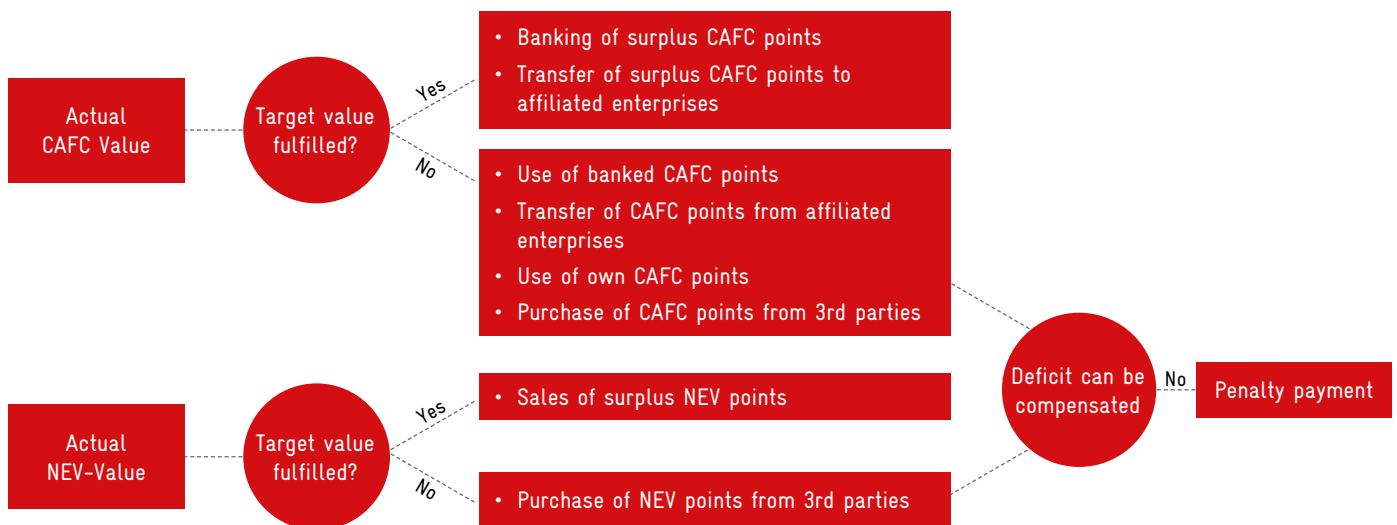 Actual
CAFC Value
Target value
fulfilled?
Yes
No
• Banking of surplus CAFC points
• Transfer of surplus CAFC points to
affiliated enterprises
• Use of banked CAFC points
• Transfer of CAFC points from affiliated
enterprises
• Use of own CAFC points
• Purchase of CAFC points from 3rd parties
Actual
NEV-Value
Target value
fulfilled?
Yes
No
• Sales of surplus NEV points
• Purchase of NEV points from 3rd parties
Deficit can be
compensated
No
Penalty payment